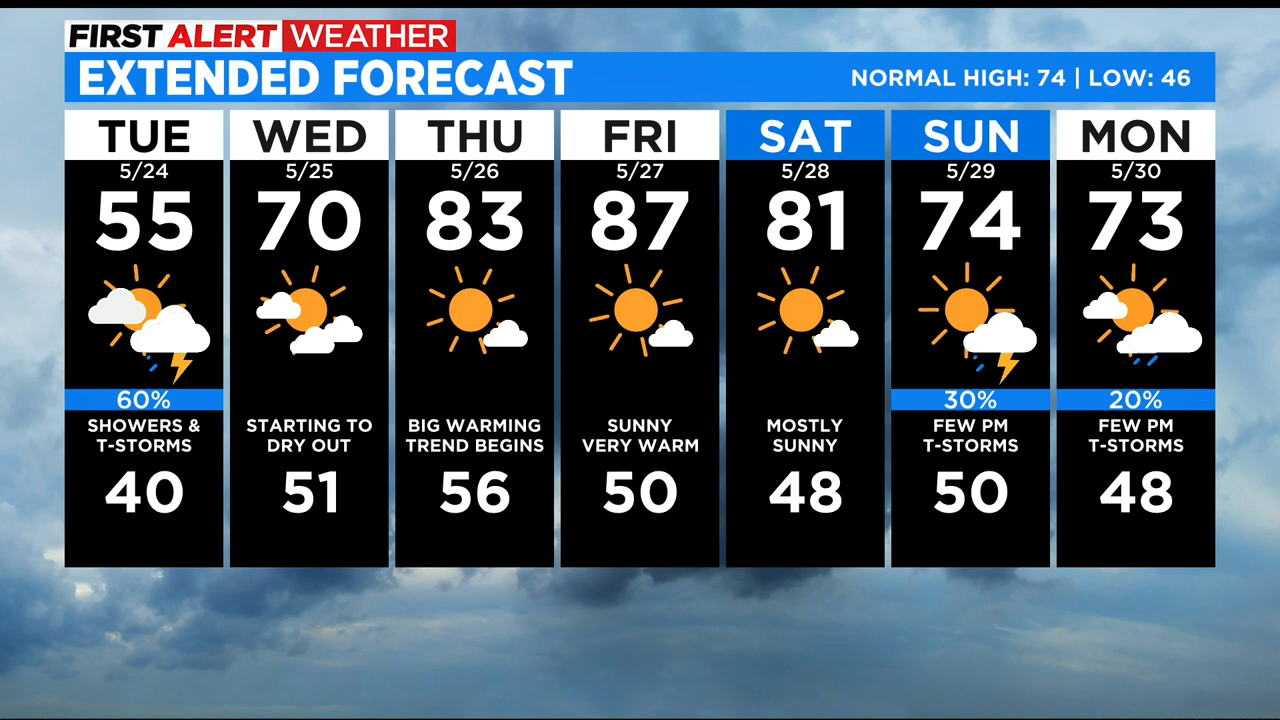 FIRST ALERT WEATHER
EXTENDED FORECAST
NORMAL HIGH: 74 | LOW: 46
TUE
5/24
55
60%
SHOWERS &
T-STORMS
40
WED
5/25
70
STARTING TO
DRY OUT
51
THU
5/26
83
BIG WARMING
TREND BEGINS
56
FRI
5/27
87
SUNNY
VERY WARM
50
SAT
5/28
81
MOSTLY
SUNNY
48
SUN
5/29
74
30%
FEW PM
T-STORMS
50
MON
5/30
73
20%
FEW PM
T-STORMS
48